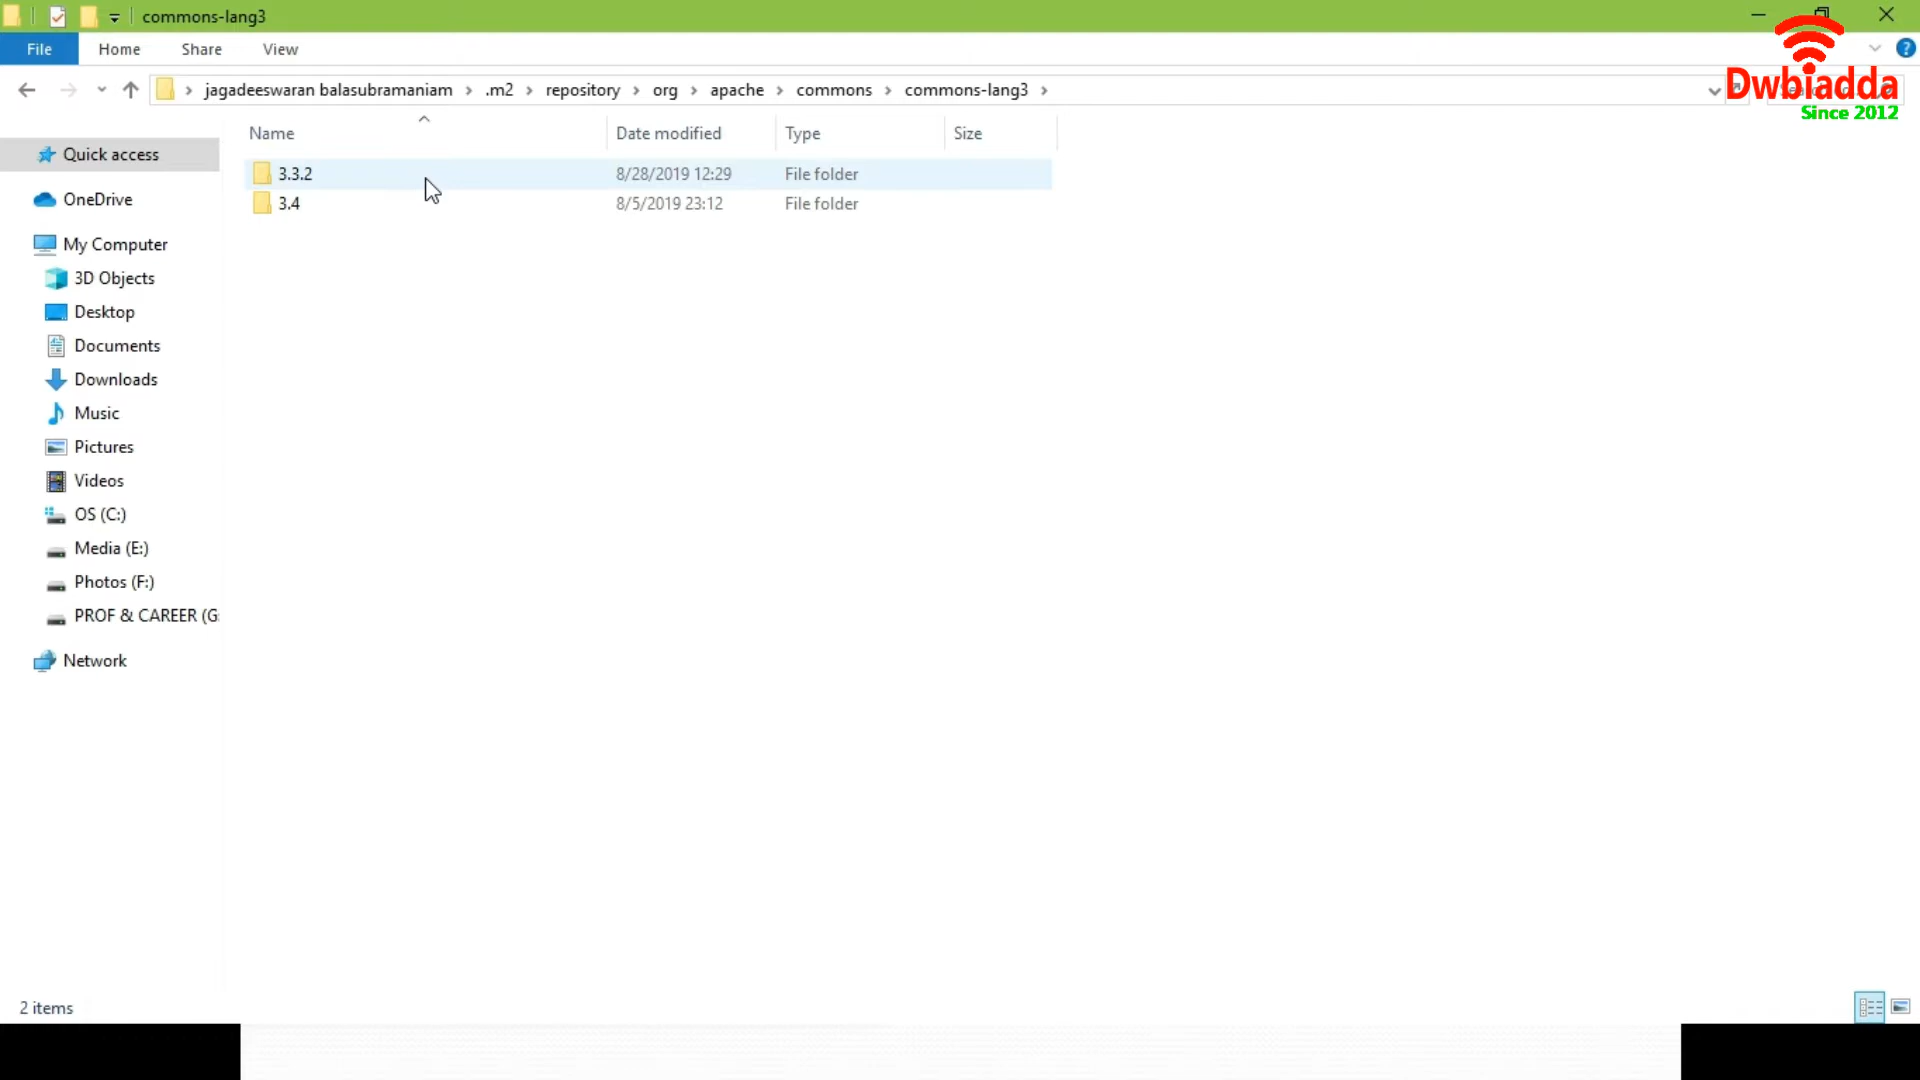 commons-lang3
File Home Share View
jagadeeswaran balasubramaniam .m2 repository org apache commons commons-lang3
Dwbiadda
Since 2012
Name Date modified Type Size
Quick access
3.3.2 8/28/2019 12:29 File folder
3.4 8/5/2019 23:12 File folder
OneDrive
My Computer
3D Objects
Desktop
Documents
Downloads
Music
Pictures
Videos
OS (C:)
Media (E:)
Photos (F:)
PROF & CAREER (G:
Network
2 items